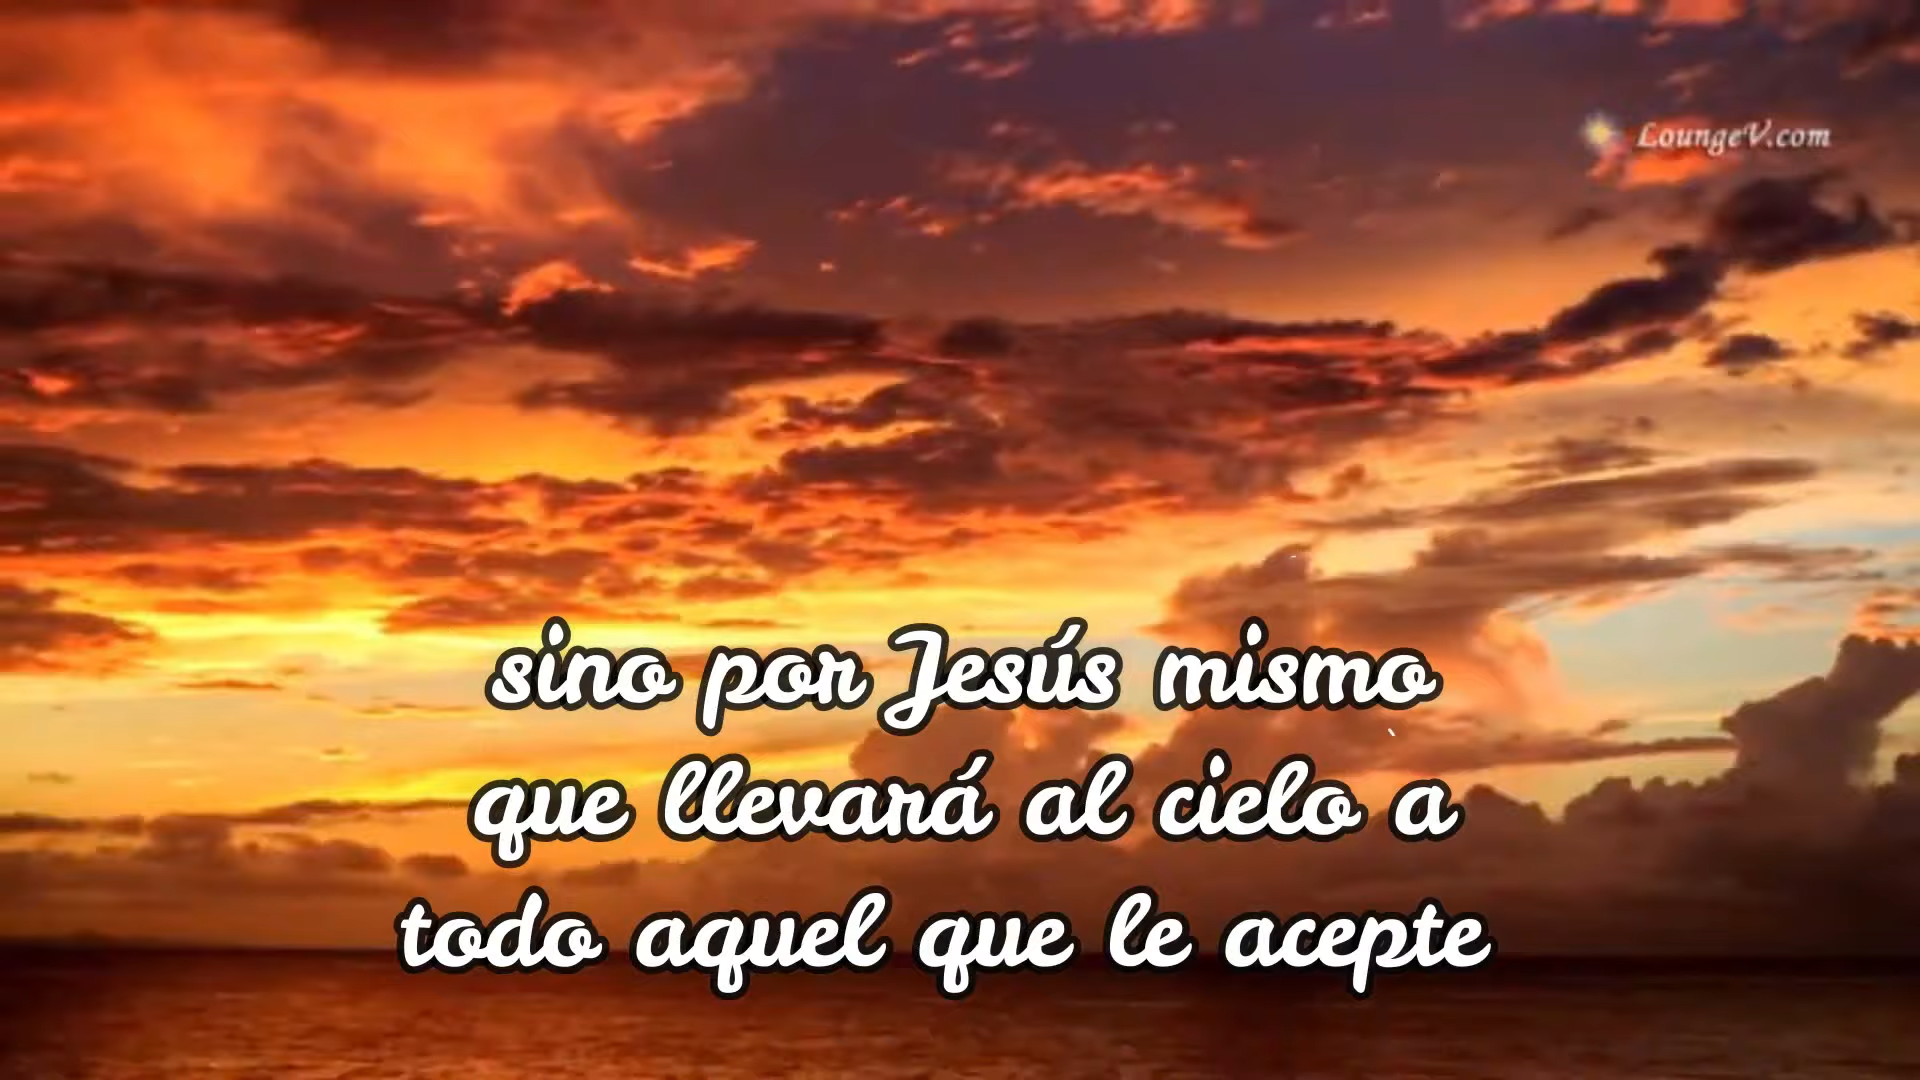 LoungeV.com
sino por Jesús mismo
que llevará al cielo a
todo aquel que le acepte